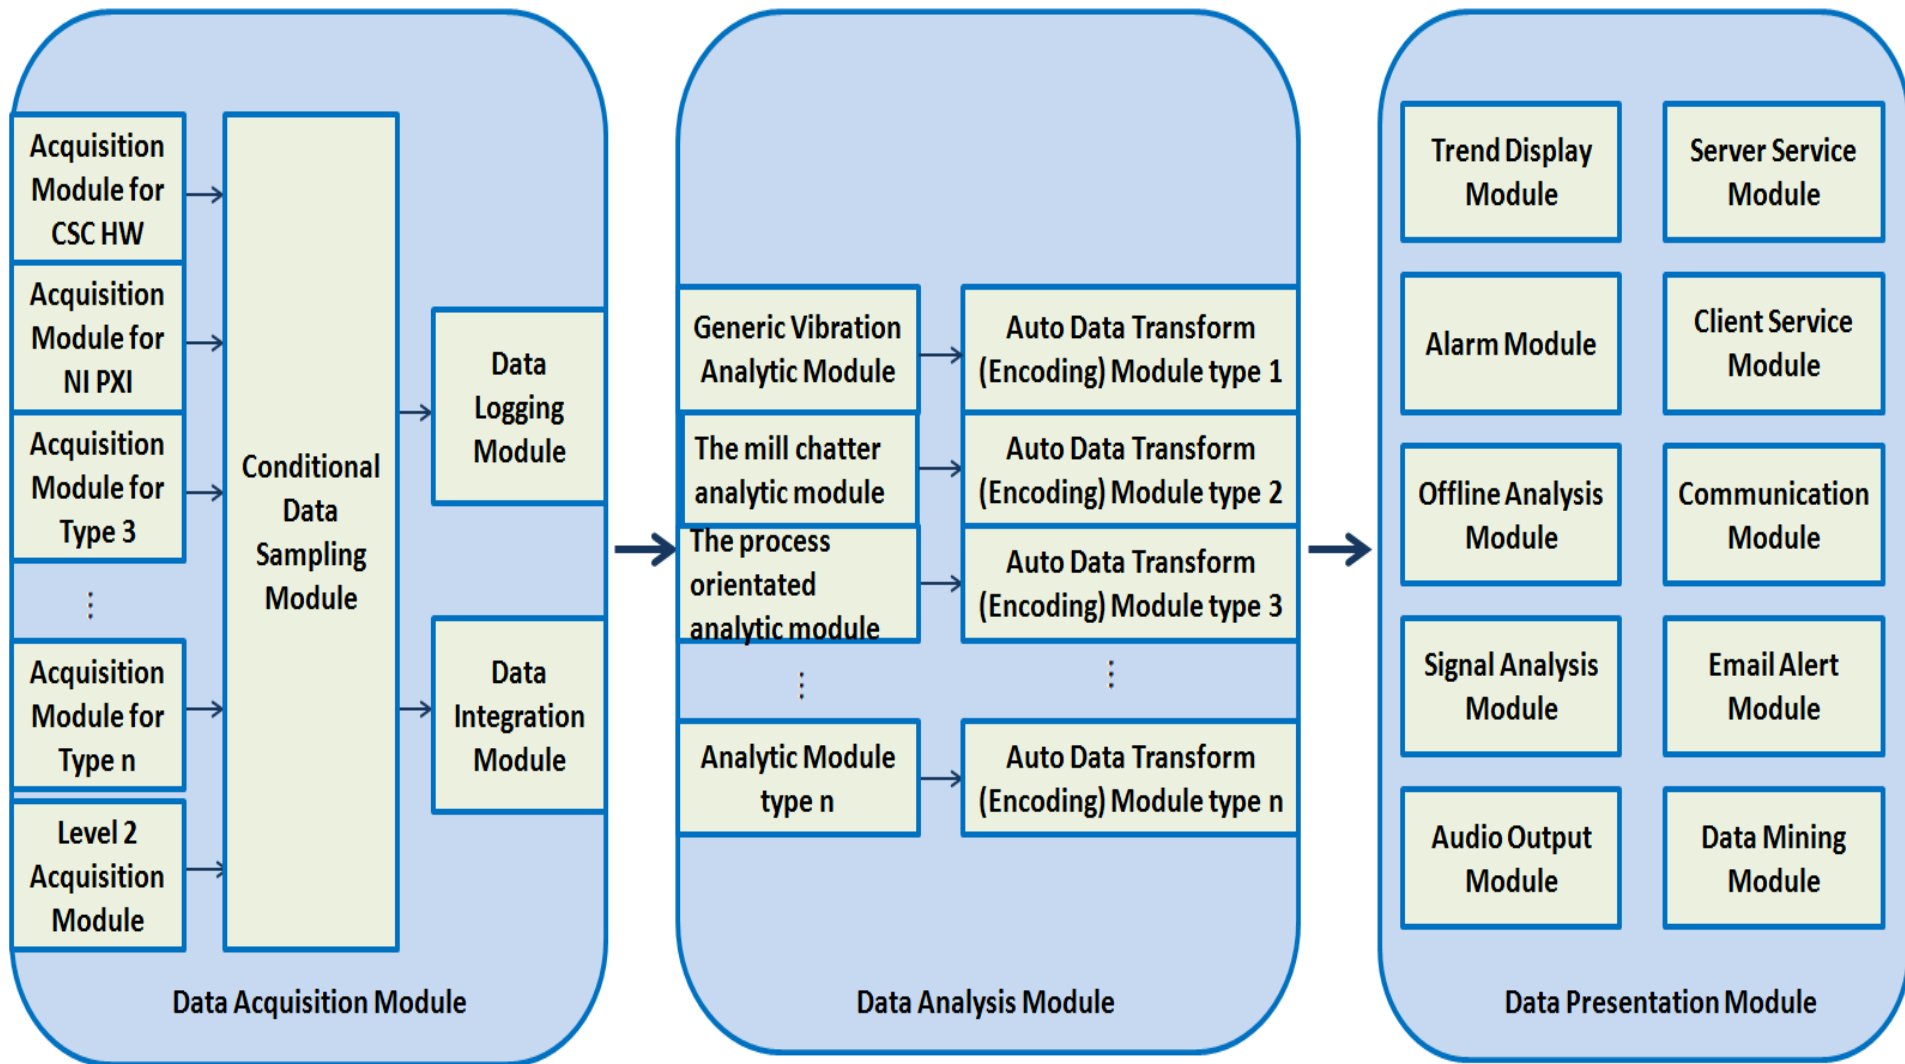 Acquisition
Module for
CSC HW
Acquisition
Module for
NI PXI
Acquisition
Module for
Type 3
⋮
Acquisition
Module for
Type n
Level 2
Acquisition
Module
Conditional
Data
Sampling
Module
Data
Logging
Module
Data
Integration
Module
Data Acquisition Module
Generic Vibration
Analytic Module
The mill chatter
analytic module
The process
orientated
analytic module
⋮
Analytic Module
type n
Auto Data Transform
(Encoding) Module type 1
Auto Data Transform
(Encoding) Module type 2
Auto Data Transform
(Encoding) Module type 3
⋮
Auto Data Transform
(Encoding) Module type n
Data Analysis Module
Trend Display
Module
Server Service
Module
Alarm Module
Client Service
Module
Offline Analysis
Module
Communication
Module
Signal Analysis
Module
Email Alert
Module
Audio Output
Module
Data Mining
Module
Data Presentation Module